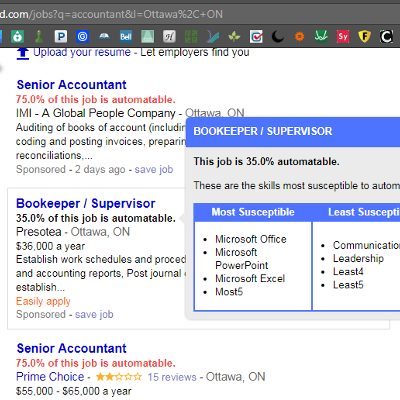 d.com/jobs?q=accountant&l=Ottawa%2C+ON
Upload your resume - Let employers find you
Senior Accountant
75.0% of this job is automatable.
IMI - A Global People Company - Ottawa, ON
Auditing of books of account (includin
coding and posting invoices, preparin
reconciliations,...
Sponsored - 2 days ago - save job
Bookeeper / Supervisor
35.0% of this job is automatable.
Presotea - Ottawa, ON
$36,000 a year
Establish work schedules and proced
and accounting reports, Post journal e
establish...
Easily apply
Sponsored - save job
BOOKEEPER / SUPERVISOR
This job is 35.0% automatable.
These are the skills most susceptible to autom
Most Susceptible
Least Suscepti
Microsoft Office
Microsoft
PowerPoint
Microsoft Excel
Most5
Communication
Leadership
Least4
Least5
Senior Accountant
75.0% of this job is automatable.
Prime Choice - 15 reviews - Ottawa, ON
$55,000 - $65,000 a year